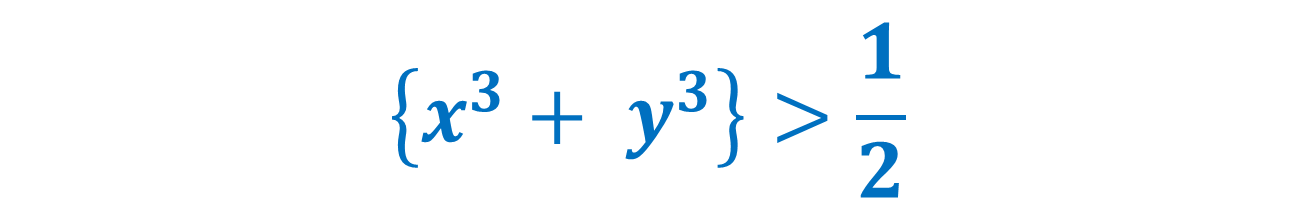 {x³ + y³} > 1/2